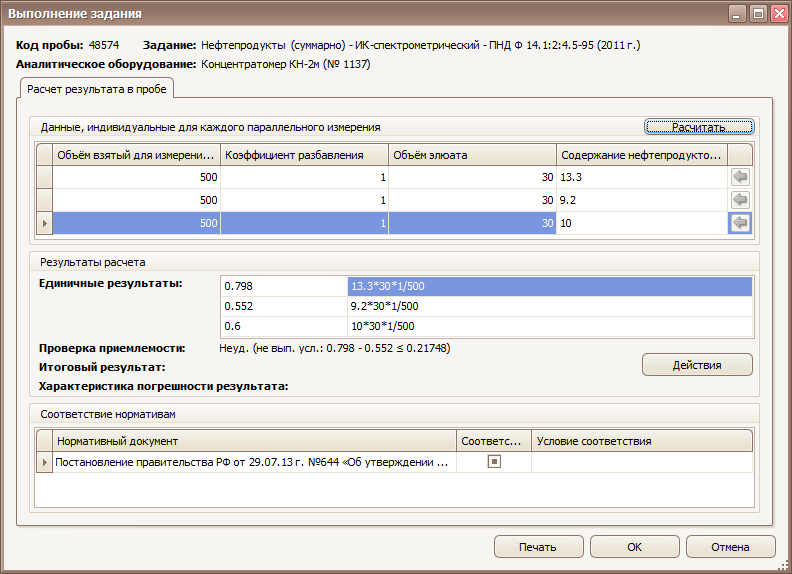 Выполнение задания
Код пробы: 48574 Задание: Нефтепродукты (суммарно) - ИК-спектрометрический - ПНД Ф 14.1:2:4.5-95 (2011 г.)
Аналитическое оборудование: Концентратомер КН-2м (№ 1137)
Расчет результата в пробе
Данные, индивидуальные для каждого параллельного измерения Расчитать
Объём взятый для измерени... Коэффициент разбавления Объём элюата Содержание нефтепродукто...
500 1 30 13.3
500 1 30 9.2
500 1 30 10
Результаты расчета
Единичные результаты: 0.798 13.3*30*1/500
0.552 9.2*30*1/500
0.6 10*30*1/500
Проверка приемлемости: Неуд. (не вып. усл.: 0.798 - 0.552 ≤ 0.21748)
Итоговый результат: Действия
Характеристика погрешности результата:
Соответствие нормативам
Нормативный документ Соответс... Условие соответствия
Постановление правительства РФ от 29.07.13 г. №644 «Об утверждении ...
Печать OK Отмена